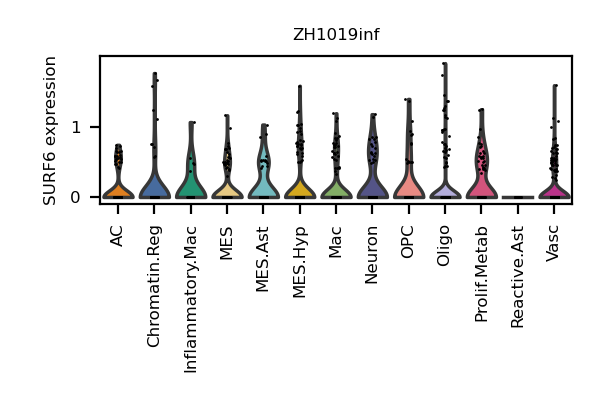 ZH1019inf
SURF6 expression
1
0
AC
Chromatin.Reg
Inflammatory.Mac
MES
MES.Ast
MES.Hyp
Mac
Neuron
OPC
Oligo
Prolif.Metab
Reactive.Ast
Vasc